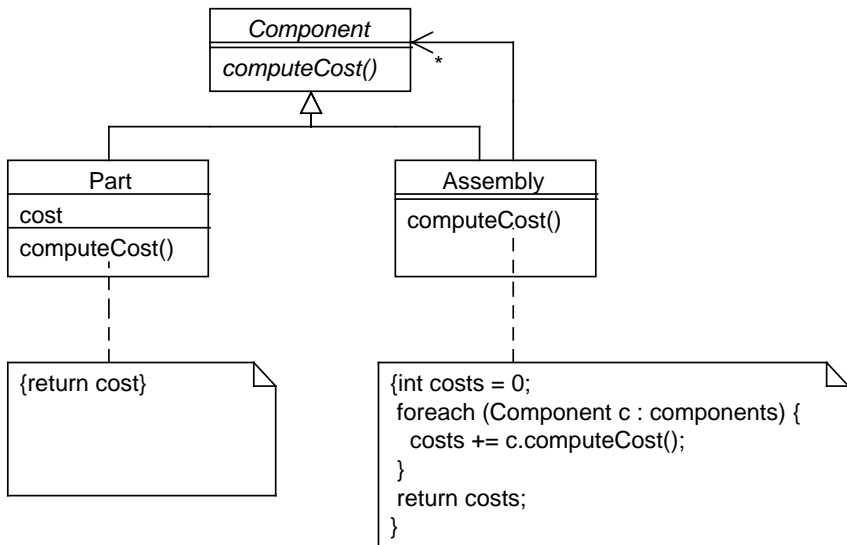 Component
computeCost()
*
Part
cost
computeCost()
Assembly
computeCost()
{return cost}
{int costs = 0;
foreach (Component c : components) {
costs += c.computeCost();
}
return costs;
}